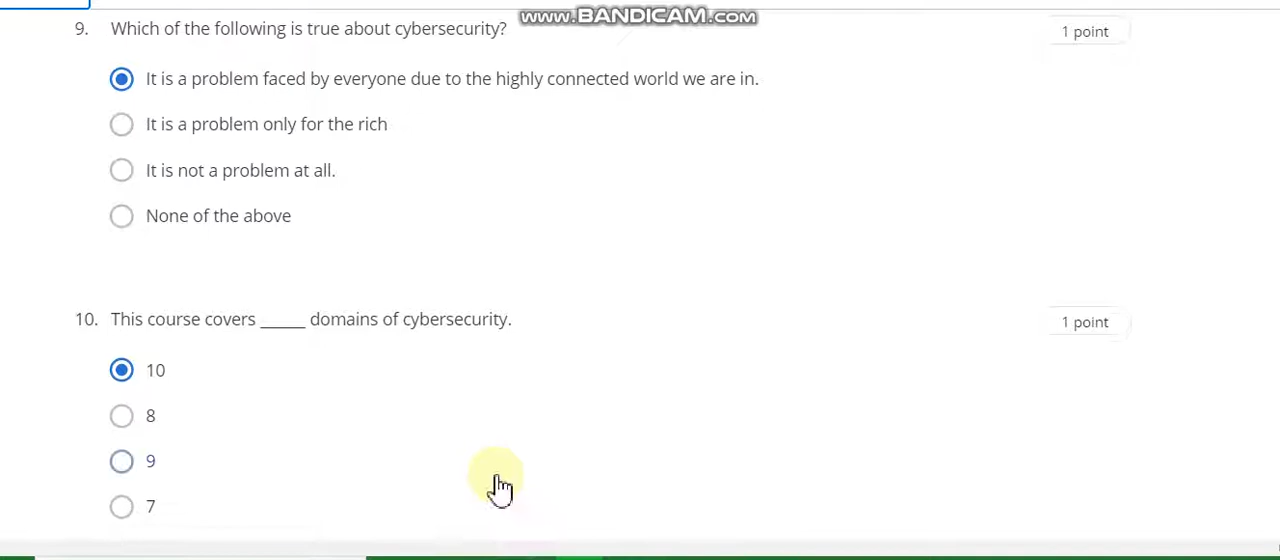 www.BANDICAM.com
9. Which of the following is true about cybersecurity?
1 point
It is a problem faced by everyone due to the highly connected world we are in.
It is a problem only for the rich
It is not a problem at all.
None of the above
10. This course covers _____ domains of cybersecurity.
1 point
10
8
9
7